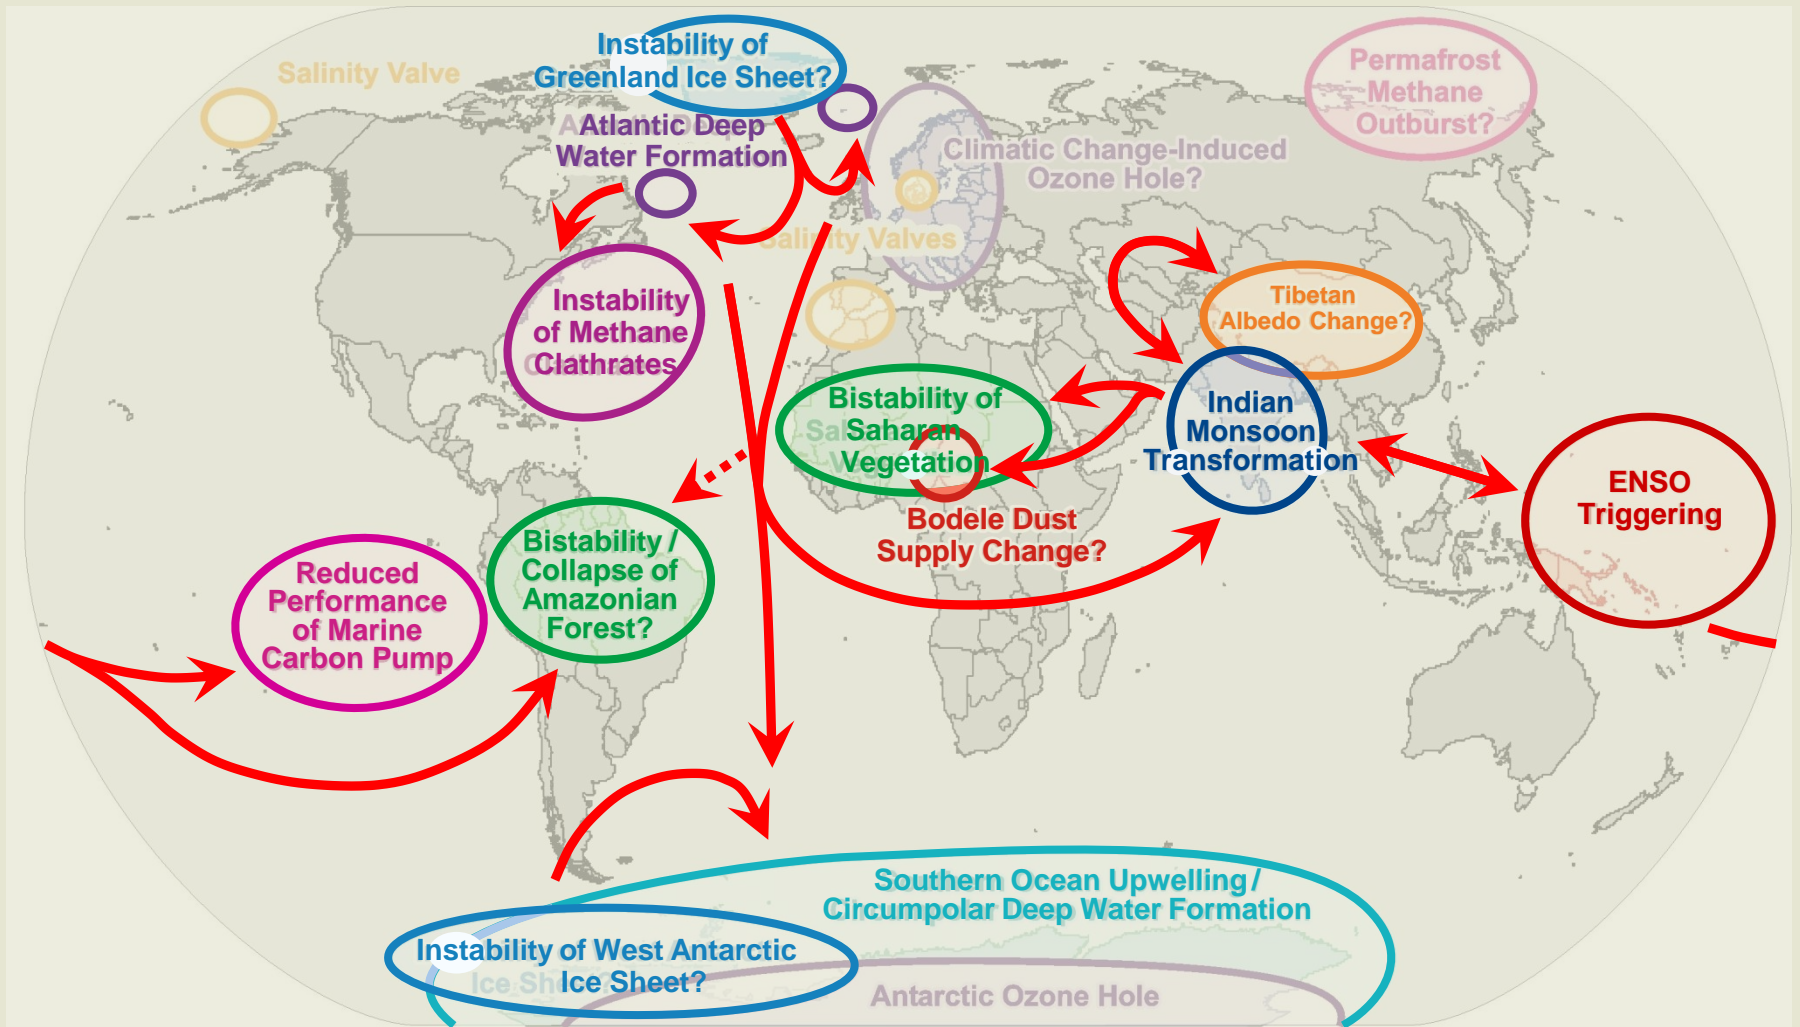 Instability of
Greenland Ice Sheet?
Salinity Valve
Permafrost
Methane
Outburst?
Atlantic Deep
Water Formation
Climatic Change-Induced
Ozone Hole?
Salinity Valves
Instability
of Methane
Clathrates
Tibetan
Albedo Change?
Bistability of
Saharan
Vegetation
Indian
Monsoon
Transformation
ENSO
Triggering
Bodele Dust
Supply Change?
Bistability /
Collapse of
Amazonian
Forest?
Reduced
Performance
of Marine
Carbon Pump
Southern Ocean Upwelling /
Circumpolar Deep Water Formation
Instability of West Antarctic
Ice Sheet?
Antarctic Ozone Hole